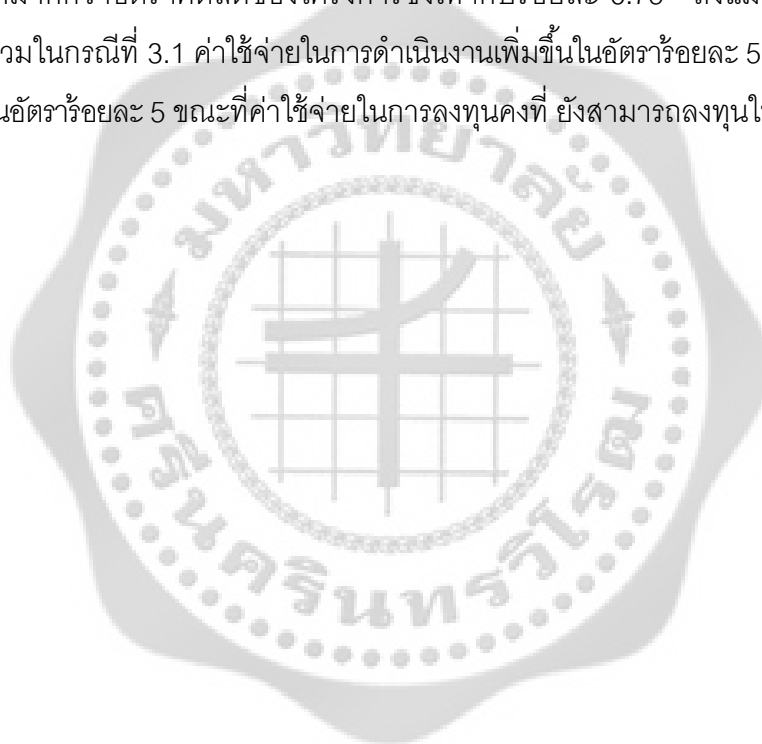 วมในกรณีที่ 3.1 ค่าใช้จ่ายในการดำเนินงานเพิ่มขึ้นในอัตราร้อยละ 5
นอัตราร้อยละ 5 ขณะที่ค่าใช้จ่ายในการลงทุนคงที่ ยังสามารถลงทุนใ
มหาวิทยาลัย
ศรีนครินทรวิโรฒ